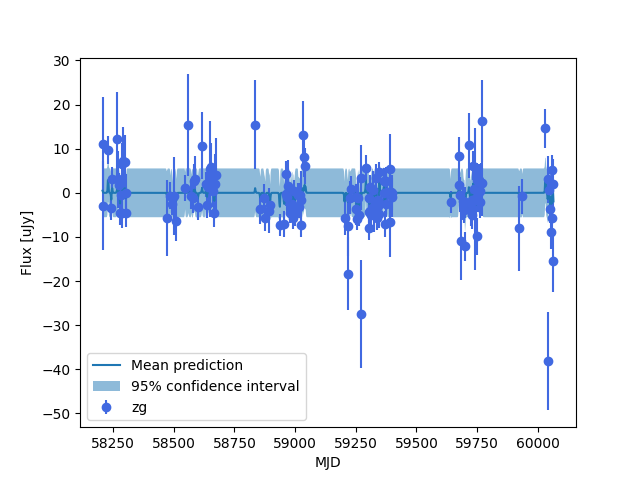 30
20
10
0
−10
−20
−30
−40
−50
Flux [uJy]
Mean prediction
95% confidence interval
zg
58250 58500 58750 59000 59250 59500 59750 60000
MJD